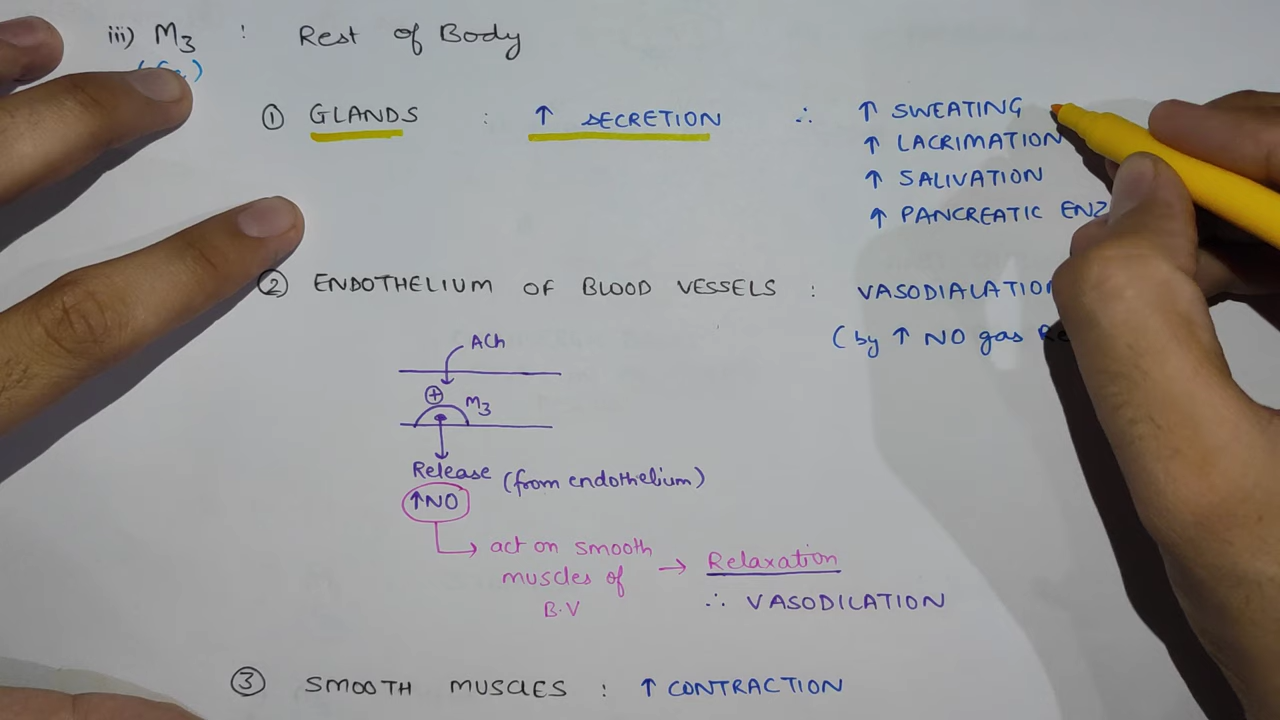 iii) M3 : Rest of Body
① GLANDS : ↑ SECRETION ∴ ↑ SWEATING
↑ LACRIMATION
↑ SALIVATION
↑ PANCREATIC ENZ
② ENDOTHELIUM OF BLOOD VESSELS : VASODIALATION
(by ↑ NO gas
ACh
⊕ M3
Release (from endothelium)
↑NO
act on smooth muscles of B.V → Relaxation
∴ VASODILATION
③ SMOOTH MUSCLES : ↑ CONTRACTION